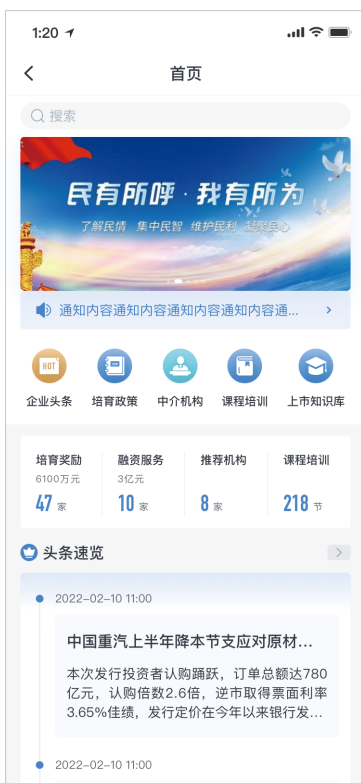 1:20
首页
搜索
民有所呼·我有所为
了解民情 集中民智 维护民利 凝聚民心
通知内容通知内容通知内容通知内容通...
HOT
企业头条 培育政策 中介机构 课程培训 上市知识库
培育奖励 融资服务 推荐机构 课程培训
6100万元 3亿元
47 家 10 家 8 家 218 节
头条速览
2022-02-10 11:00
中国重汽上半年降本节支应对原材...
本次发行投资者认购踊跃，订单总额达780
亿元，认购倍数2.6倍，逆市取得票面利率
3.65%佳绩，发行定价在今年以来银行发...
2022-02-10 11:00